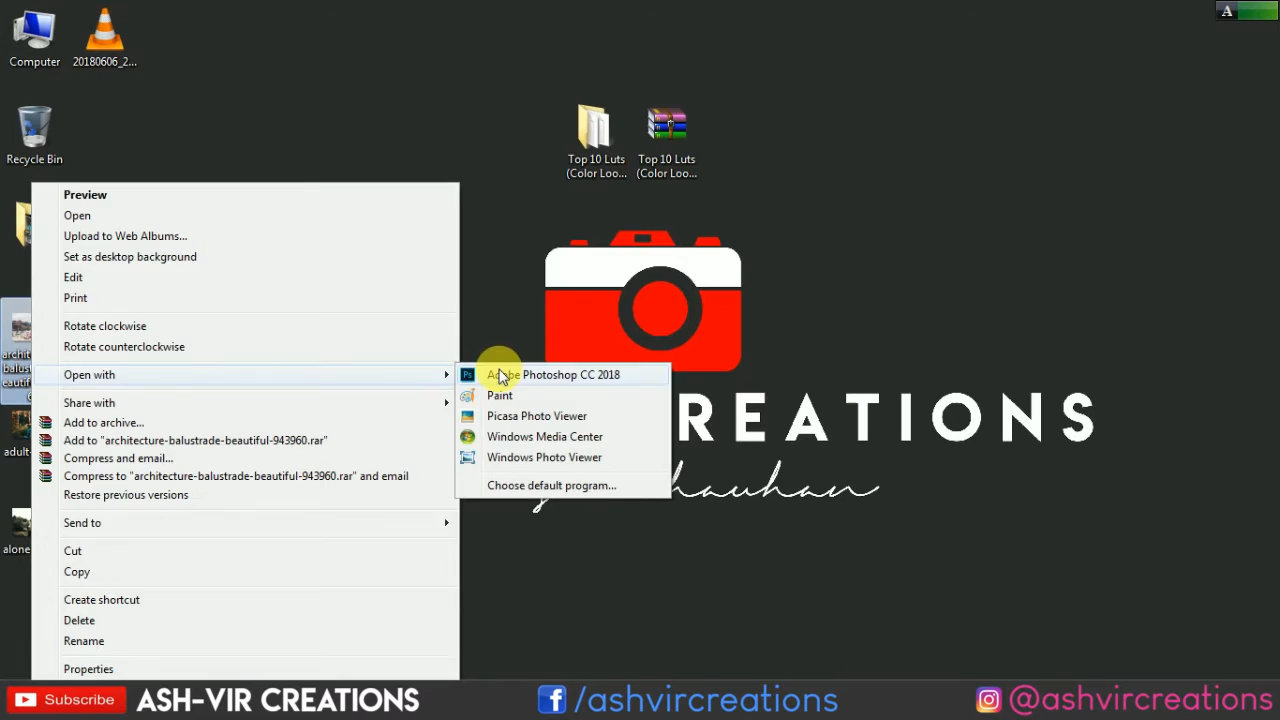 A
Computer
20180606_2...
Recycle Bin
Top 10 Luts
(Color Loo...
Top 10 Luts
(Color Loo...
Preview
Open
Upload to Web Albums...
Set as desktop background
Edit
Print
Rotate clockwise
Rotate counterclockwise
Open with
Share with
Add to archive...
Add to "architecture-balustrade-beautiful-943960.rar"
Compress and email...
Compress to "architecture-balustrade-beautiful-943960.rar" and email
Restore previous versions
Send to
Cut
Copy
Create shortcut
Delete
Rename
Properties
Ps Adobe Photoshop CC 2018
Paint
Picasa Photo Viewer
Windows Media Center
Windows Photo Viewer
Choose default program...
archit
balus
eautif
adult-
alone
REATIONS
hauhan
Subscribe
ASH-VIR CREATIONS
/ashvircreations
@ashvircreations